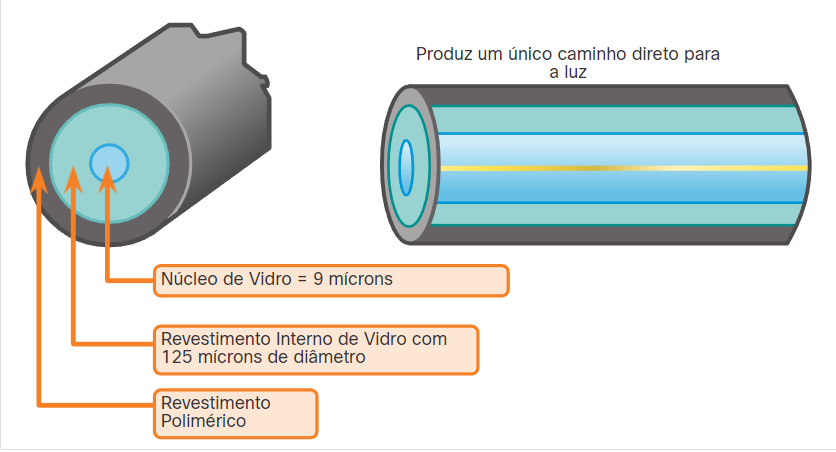 Produz um único caminho direto para
a luz
Núcleo de Vidro = 9 mícrons
Revestimento Interno de Vidro com
125 mícrons de diâmetro
Revestimento
Polimérico